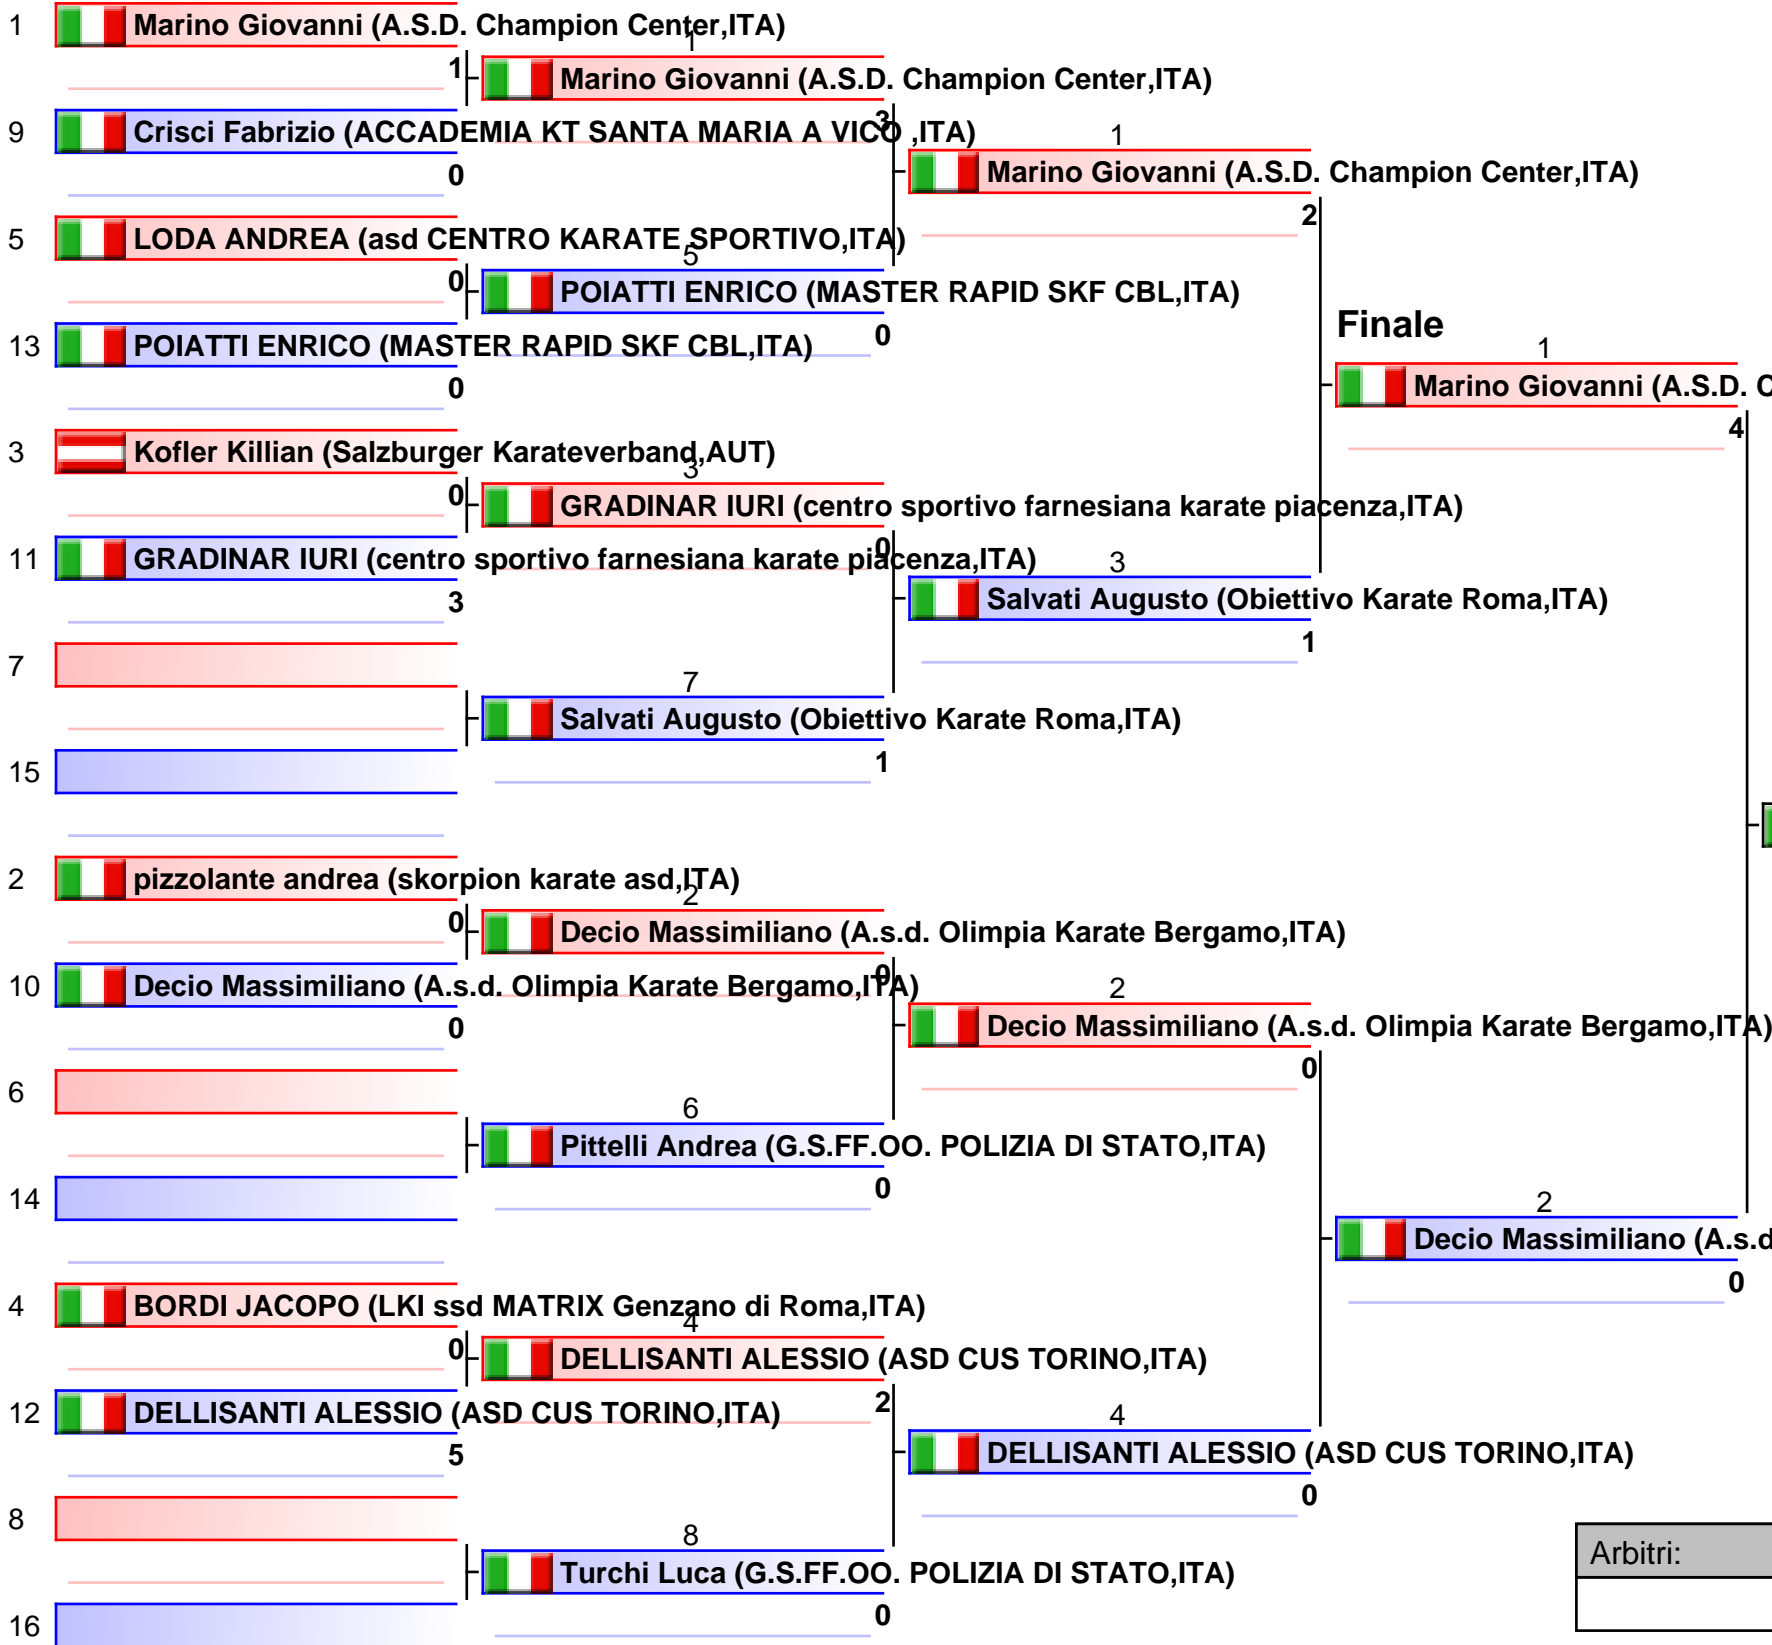 1 Marino Giovanni (A.S.D. Champion Center,ITA)
1
1 Marino Giovanni (A.S.D. Champion Center,ITA)
3
9 Crisci Fabrizio (ACCADEMIA KT SANTA MARIA A VICO ,ITA)
0
1
Marino Giovanni (A.S.D. Champion Center,ITA)
2
5 LODA ANDREA (asd CENTRO KARATE SPORTIVO,ITA)
0
5
POIATTI ENRICO (MASTER RAPID SKF CBL,ITA)
0
13 POIATTI ENRICO (MASTER RAPID SKF CBL,ITA)
0
Finale
1
Marino Giovanni (A.S.D. C
4
3 Kofler Killian (Salzburger Karateverband,AUT)
0
3
GRADINAR IURI (centro sportivo farnesiana karate piacenza,ITA)
0
11 GRADINAR IURI (centro sportivo farnesiana karate piacenza,ITA)
3
3
Salvati Augusto (Obiettivo Karate Roma,ITA)
1
7
7
Salvati Augusto (Obiettivo Karate Roma,ITA)
1
15
2 pizzolante andrea (skorpion karate asd,ITA)
0
2
Decio Massimiliano (A.s.d. Olimpia Karate Bergamo,ITA)
0
10 Decio Massimiliano (A.s.d. Olimpia Karate Bergamo,ITA)
0
2
Decio Massimiliano (A.s.d. Olimpia Karate Bergamo,ITA)
0
6
6
Pittelli Andrea (G.S.FF.OO. POLIZIA DI STATO,ITA)
0
14
2
Decio Massimiliano (A.s.d
0
4 BORDI JACOPO (LKI ssd MATRIX Genzano di Roma,ITA)
0
4
DELLISANTI ALESSIO (ASD CUS TORINO,ITA)
2
12 DELLISANTI ALESSIO (ASD CUS TORINO,ITA)
5
4
DELLISANTI ALESSIO (ASD CUS TORINO,ITA)
0
8
8
Turchi Luca (G.S.FF.OO. POLIZIA DI STATO,ITA)
0
16
Arbitri: